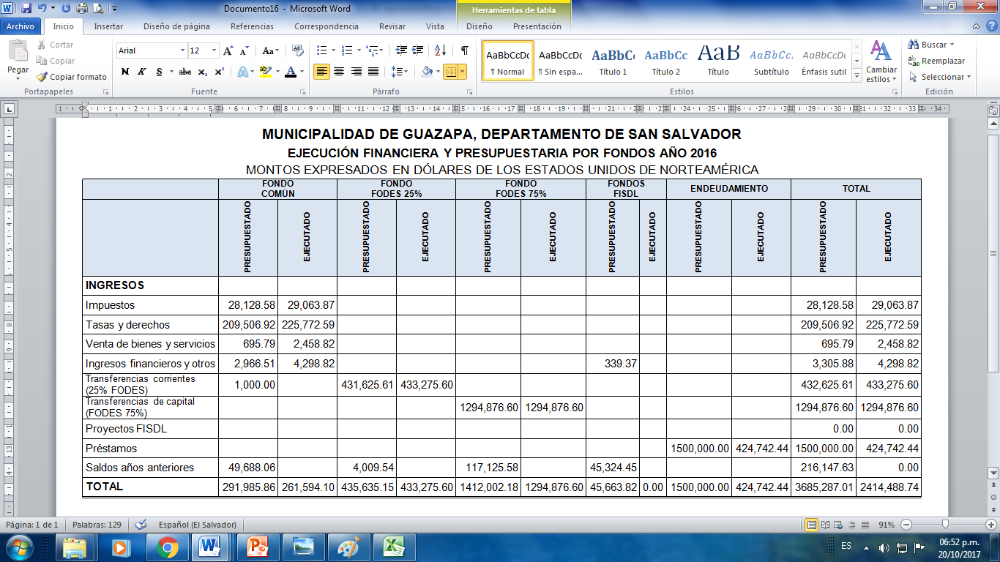 Documento16 - Microsoft Word
Herramientas de tabla
Archivo Inicio Insertar Diseño de página Referencias Correspondencia Revisar Vista Diseño Presentación
Pegar
Cortar
Copiar
Copiar formato
Portapapeles
Arial 12
N K S abc x₂ x²
Fuente
Párrafo
AaBbCcDc AaBbCcDc AaBbC AaBbCc AaB AaBbCc. AaBbCcDc
¶ Normal ¶ Sin espa... Título 1 Título 2 Título Subtítulo Énfasis sutil
Cambiar estilos
Estilos
Buscar
Reemplazar
Seleccionar
Edición
MUNICIPALIDAD DE GUAZAPA, DEPARTAMENTO DE SAN SALVADOR
EJECUCIÓN FINANCIERA Y PRESUPUESTARIA POR FONDOS AÑO 2016
MONTOS EXPRESADOS EN DÓLARES DE LOS ESTADOS UNIDOS DE NORTEAMÉRICA
FONDO COMÙN FONDO FODES 25% FONDO FODES 75% FONDOS FISDL ENDEUDAMIENTO TOTAL
PRESUPUESTADO EJECUTADO PRESUPUESTADO EJECUTADO PRESUPUESTADO EJECUTADO PRESUPUESTADO EJECUTADO PRESUPUESTADO EJECUTADO PRESUPUESTADO EJECUTADO
INGRESOS
Impuestos 28,128.58 29,063.87 28,128.58 29,063.87
Tasas y derechos 209,506.92 225,772.59 209,506.92 225,772.59
Venta de bienes y servicios 695.79 2,458.82 695.79 2,458.82
Ingresos financieros y otros 2,966.51 4,298.82 339.37 3,305.88 4,298.82
Transferencias corrientes (25% FODES) 1,000.00 431,625.61 433,275.60 432,625.61 433,275.60
Transferencias de capital (FODES 75%) 1294,876.60 1294,876.60 1294,876.60 1294,876.60
Proyectos FISDL 0.00 0.00
Préstamos 1500,000.00 424,742.44 1500,000.00 424,742.44
Saldos años anteriores 49,688.06 4,009.54 117,125.58 45,324.45 216,147.63 0.00
TOTAL 291,985.86 261,594.10 435,635.15 433,275.60 1412,002.18 1294,876.60 45,663.82 0.00 1500,000.00 424,742.44 3685,287.01 2414,488.74
Página: 1 de 1 Palabras: 129 Español (El Salvador) 91%
ES
06:52 p.m.
20/10/2017